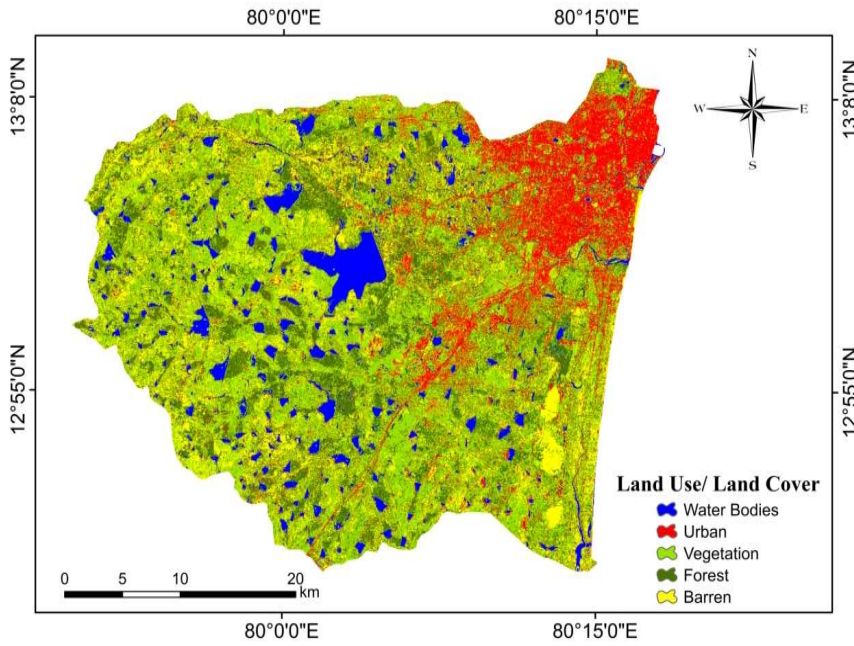 80°0'0"E 80°15'0"E
13°8'0"N
13°8'0"N
N
W E
S
12°55'0"N
12°55'0"N
Land Use/ Land Cover
Water Bodies
Urban
Vegetation
Forest
Barren
0 5 10 20
km
80°0'0"E 80°15'0"E